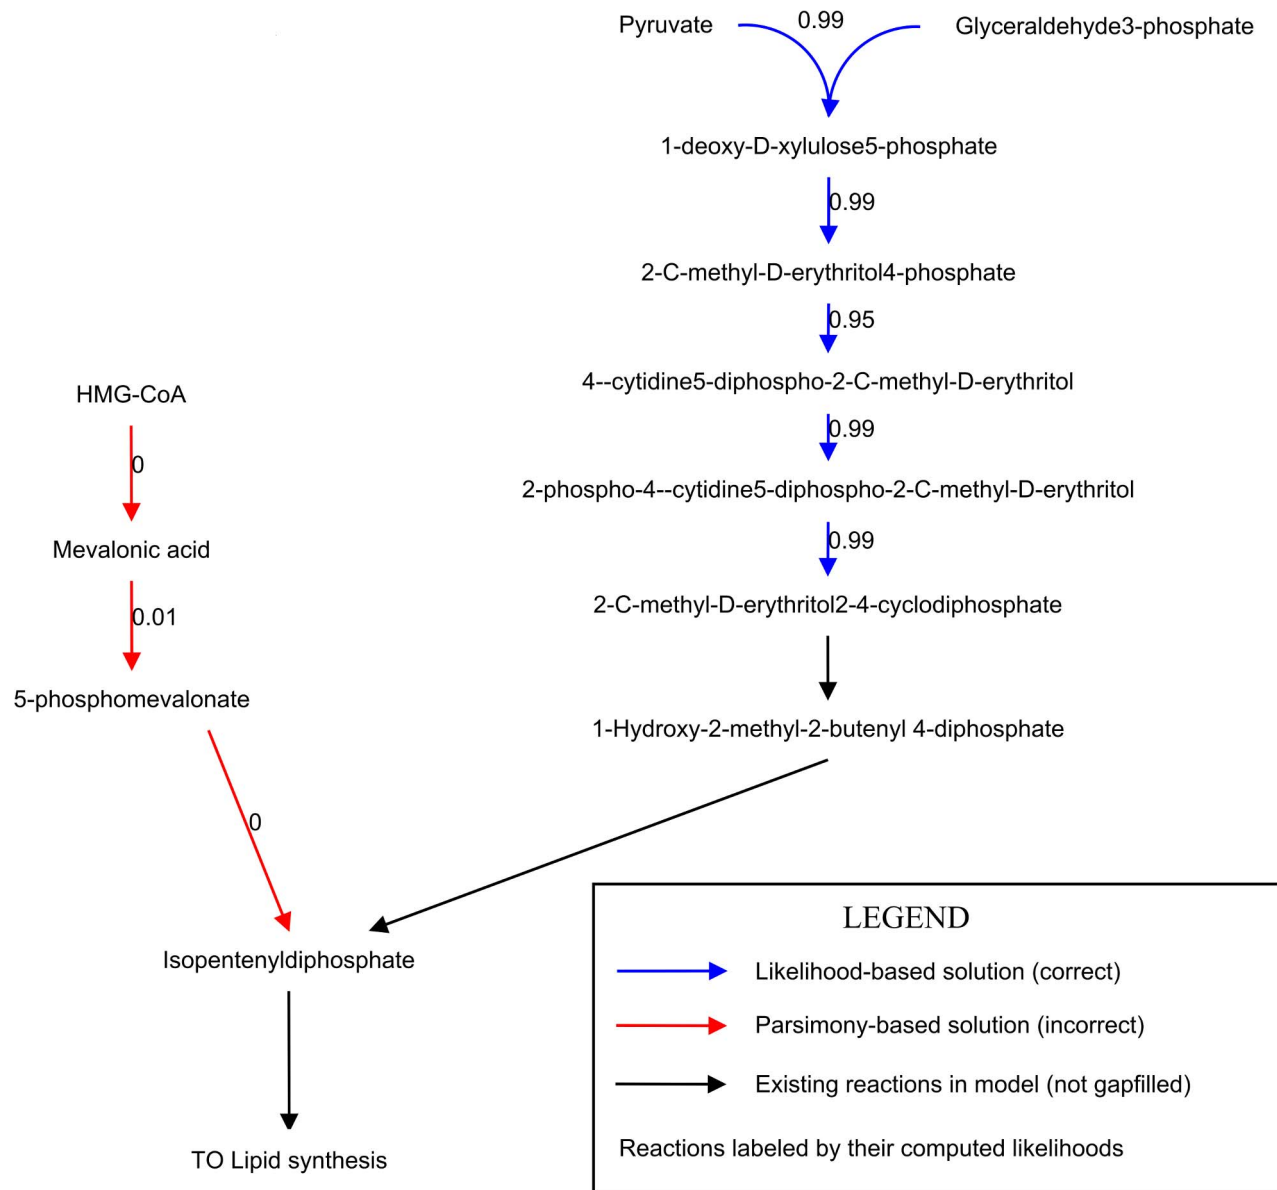 Pyruvate
0.99
Glyceraldehyde3-phosphate
1-deoxy-D-xylulose5-phosphate
0.99
2-C-methyl-D-erythritol4-phosphate
0.95
4--cytidine5-diphospho-2-C-methyl-D-erythritol
0.99
2-phospho-4--cytidine5-diphospho-2-C-methyl-D-erythritol
0.99
2-C-methyl-D-erythritol2-4-cyclodiphosphate
1-Hydroxy-2-methyl-2-butenyl 4-diphosphate
HMG-CoA
0
Mevalonic acid
0.01
5-phosphomevalonate
0
Isopentenyldiphosphate
TO Lipid synthesis
LEGEND
Likelihood-based solution (correct)
Parsimony-based solution (incorrect)
Existing reactions in model (not gapfilled)
Reactions labeled by their computed likelihoods